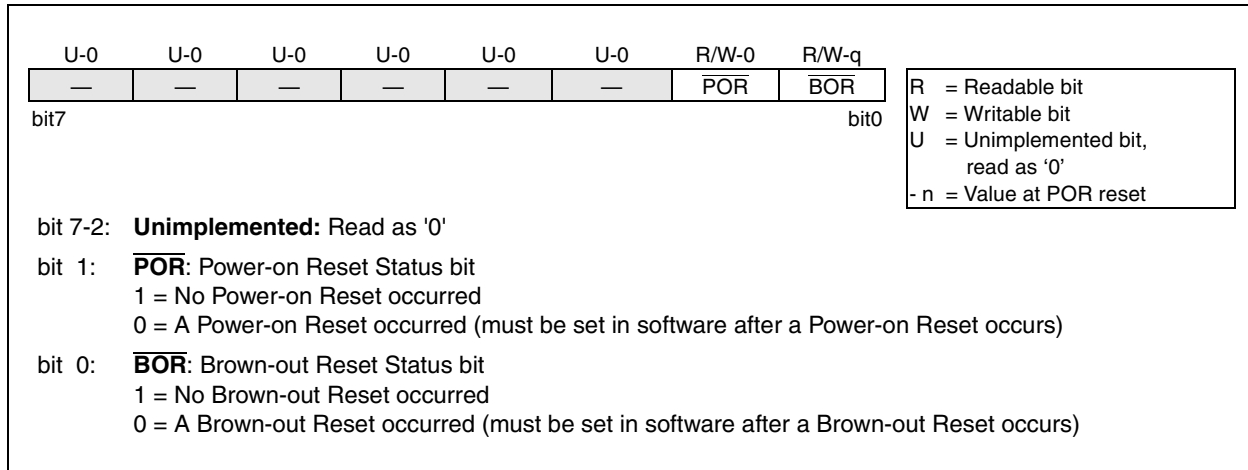 U-0 U-0 U-0 U-0 U-0 U-0 R/W-0 R/W-q
— — — — — — P̅O̅R̅ B̅O̅R̅
bit7 bit0
R = Readable bit
W = Writable bit
U = Unimplemented bit,
read as ‘0’
- n = Value at POR reset
bit 7-2: Unimplemented: Read as '0'
bit 1: P̅O̅R̅: Power-on Reset Status bit
1 = No Power-on Reset occurred
0 = A Power-on Reset occurred (must be set in software after a Power-on Reset occurs)
bit 0: B̅O̅R̅: Brown-out Reset Status bit
1 = No Brown-out Reset occurred
0 = A Brown-out Reset occurred (must be set in software after a Brown-out Reset occurs)